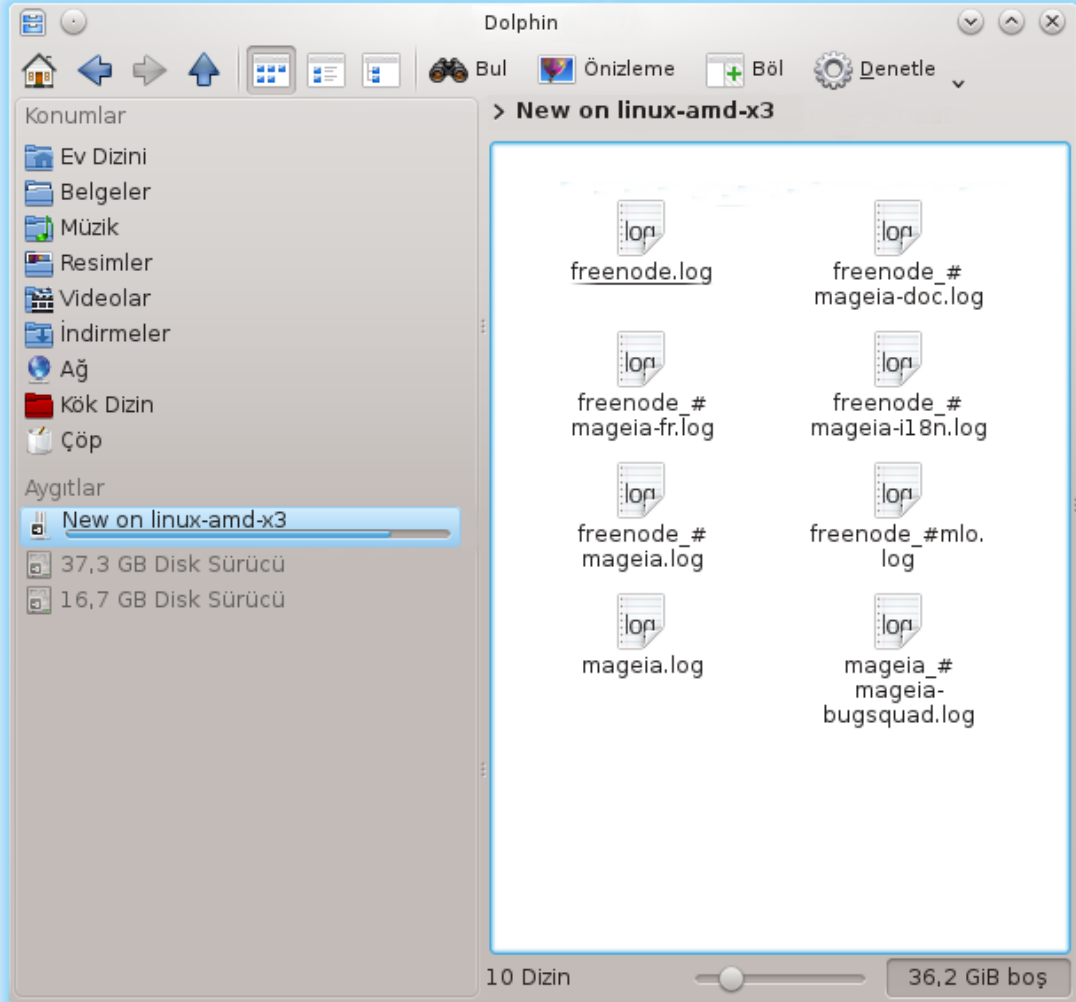 Dolphin
Bul Önizleme Böl Denetle
Konumlar
Ev Dizini
Belgeler
Müzik
Resimler
Videolar
İndirmeler
Ağ
Kök Dizin
Çöp
Aygıtlar
New on linux-amd-x3
37,3 GB Disk Sürücü
16,7 GB Disk Sürücü
> New on linux-amd-x3
log
freenode.log
log
freenode_#
mageia-doc.log
log
freenode_#
mageia-fr.log
log
freenode_#
mageia-i18n.log
log
freenode_#
mageia.log
log
freenode_#mlo.
log
log
mageia.log
log
mageia_#
mageia-
bugsquad.log
10 Dizin
36,2 GiB boş